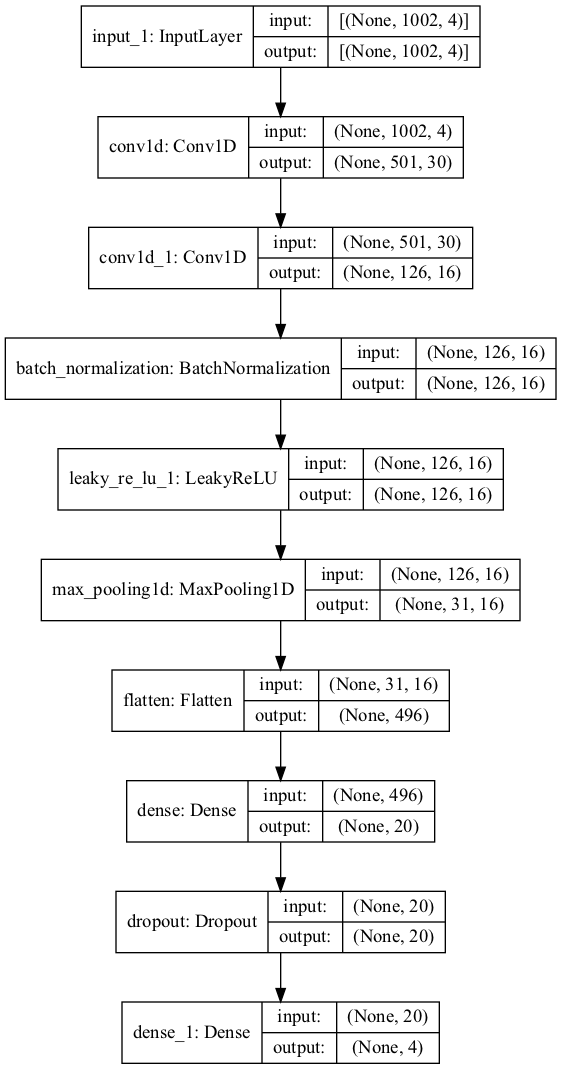 input_1: InputLayer
input:
[(None, 1002, 4)]
output:
[(None, 1002, 4)]
conv1d: Conv1D
input:
(None, 1002, 4)
output:
(None, 501, 30)
conv1d_1: Conv1D
input:
(None, 501, 30)
output:
(None, 126, 16)
batch_normalization: BatchNormalization
input:
(None, 126, 16)
output:
(None, 126, 16)
leaky_re_lu_1: LeakyReLU
input:
(None, 126, 16)
output:
(None, 126, 16)
max_pooling1d: MaxPooling1D
input:
(None, 126, 16)
output:
(None, 31, 16)
flatten: Flatten
input:
(None, 31, 16)
output:
(None, 496)
dense: Dense
input:
(None, 496)
output:
(None, 20)
dropout: Dropout
input:
(None, 20)
output:
(None, 20)
dense_1: Dense
input:
(None, 20)
output:
(None, 4)